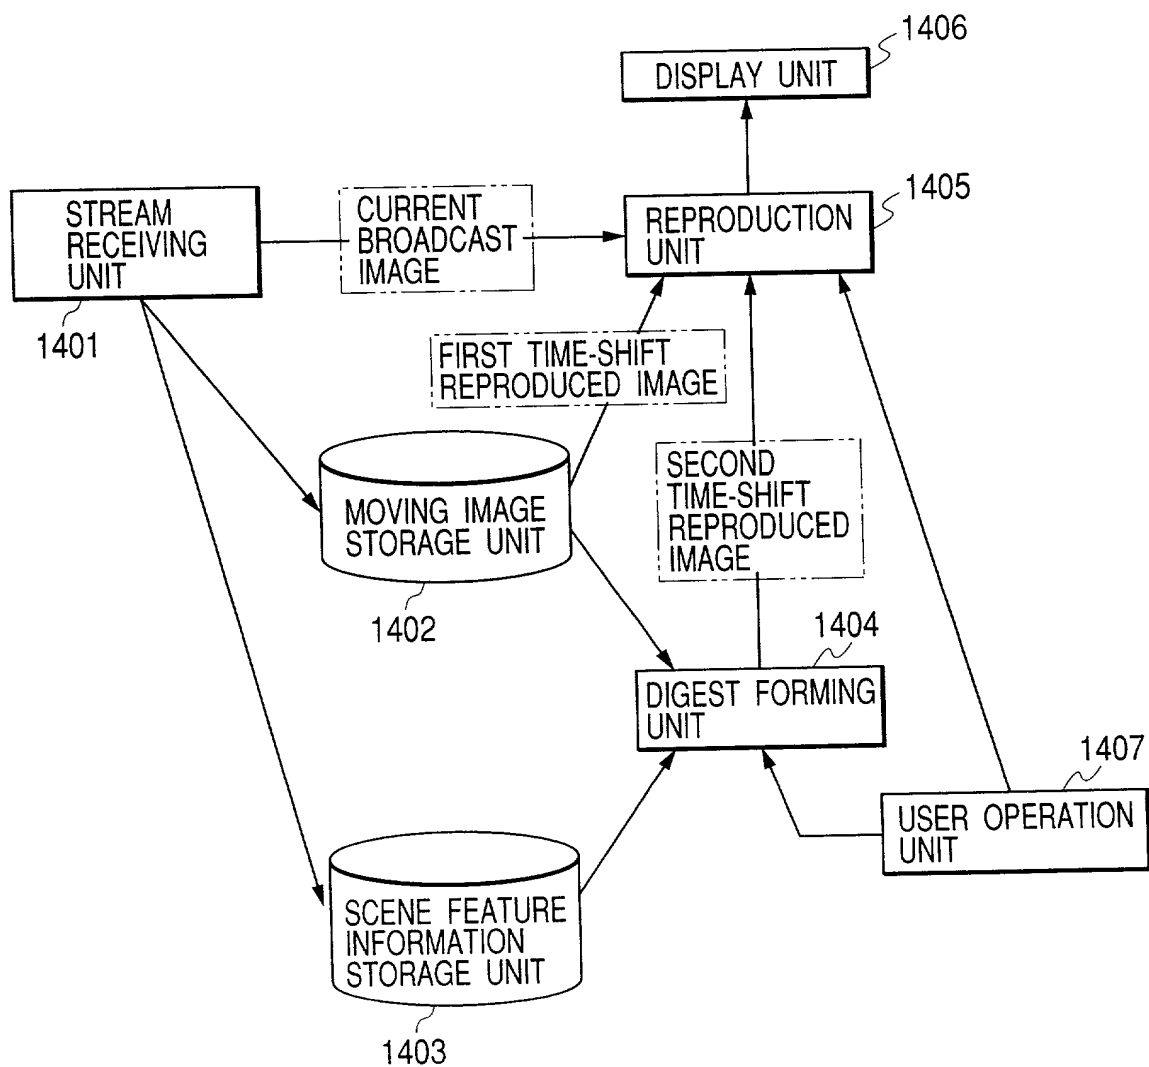 1406
DISPLAY UNIT
1405
STREAM
RECEIVING
UNIT
CURRENT
BROADCAST
IMAGE
REPRODUCTION
UNIT
1401
FIRST TIME-SHIFT
REPRODUCED IMAGE
SECOND
TIME-SHIFT
REPRODUCED
IMAGE
MOVING IMAGE
STORAGE UNIT
1402
1404
DIGEST FORMING
UNIT
1407
USER OPERATION
UNIT
SCENE FEATURE
INFORMATION
STORAGE UNIT
1403